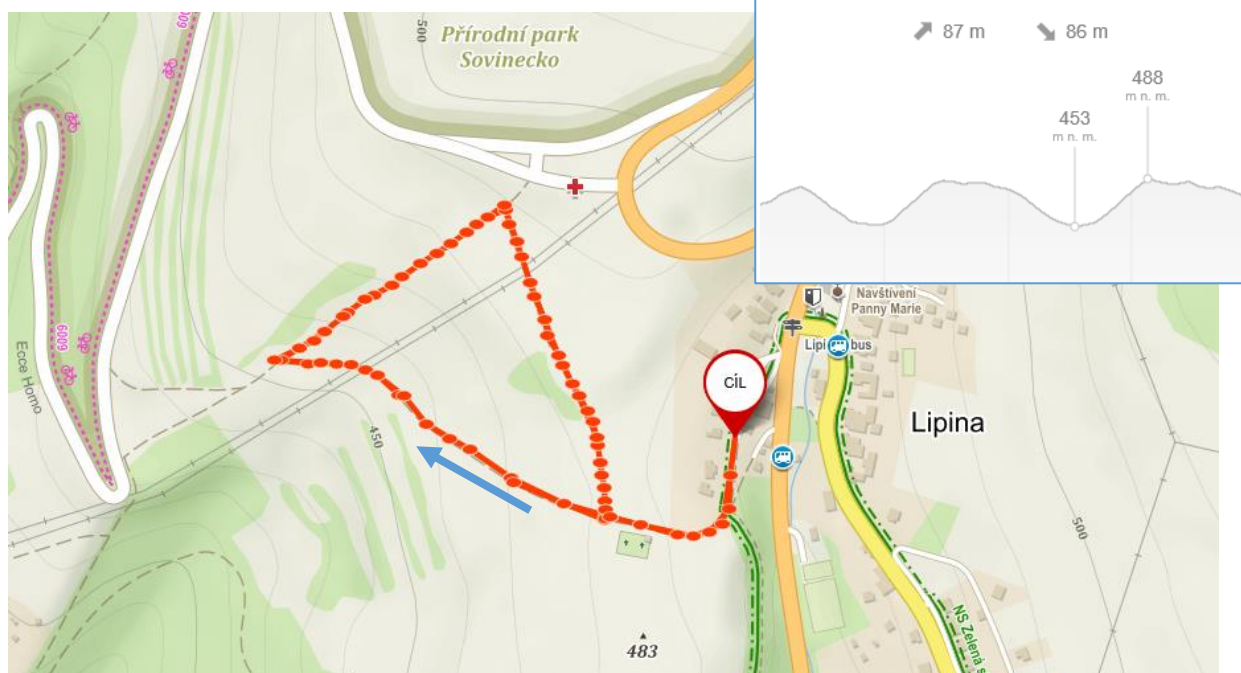 87 m 86 m
488
m n. m.
453
m n. m.
500
Přírodní park
Sovinecko
6009
6009
Ecce Homo
450
Navštívení
Panny Marie
Lipi bus
CÍL
Lipina
500
483
NS Zelená s